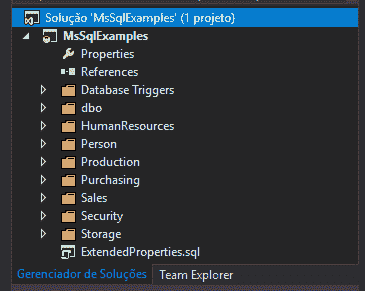 Solução 'MsSqlExamples' (1 projeto)
MsSqlExamples
Properties
References
Database Triggers
dbo
HumanResources
Person
Production
Purchasing
Sales
Security
Storage
ExtendedProperties.sql
Gerenciador de Soluções Team Explorer